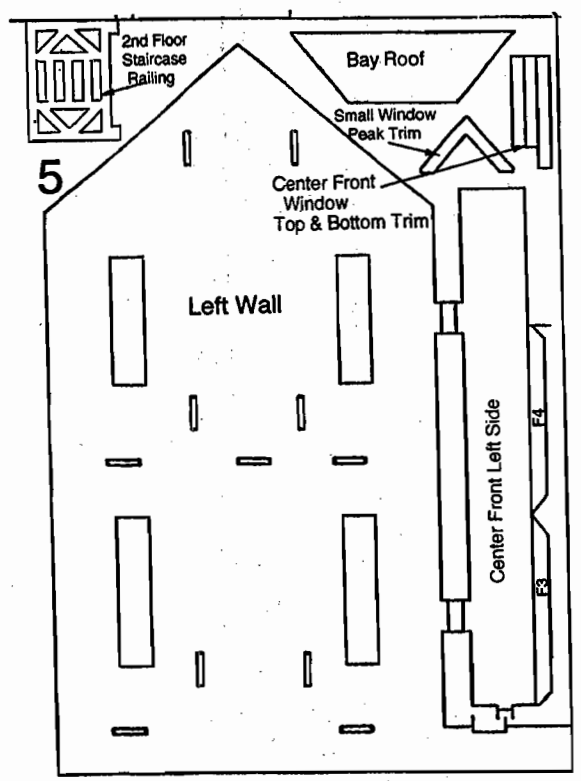 2nd Floor
Staircase
Railing
Bay Roof
Small Window
Peak Trim
5
Center Front
Window
Top & Bottom Trim
Left Wall
Center Front Left Side
F4
F3